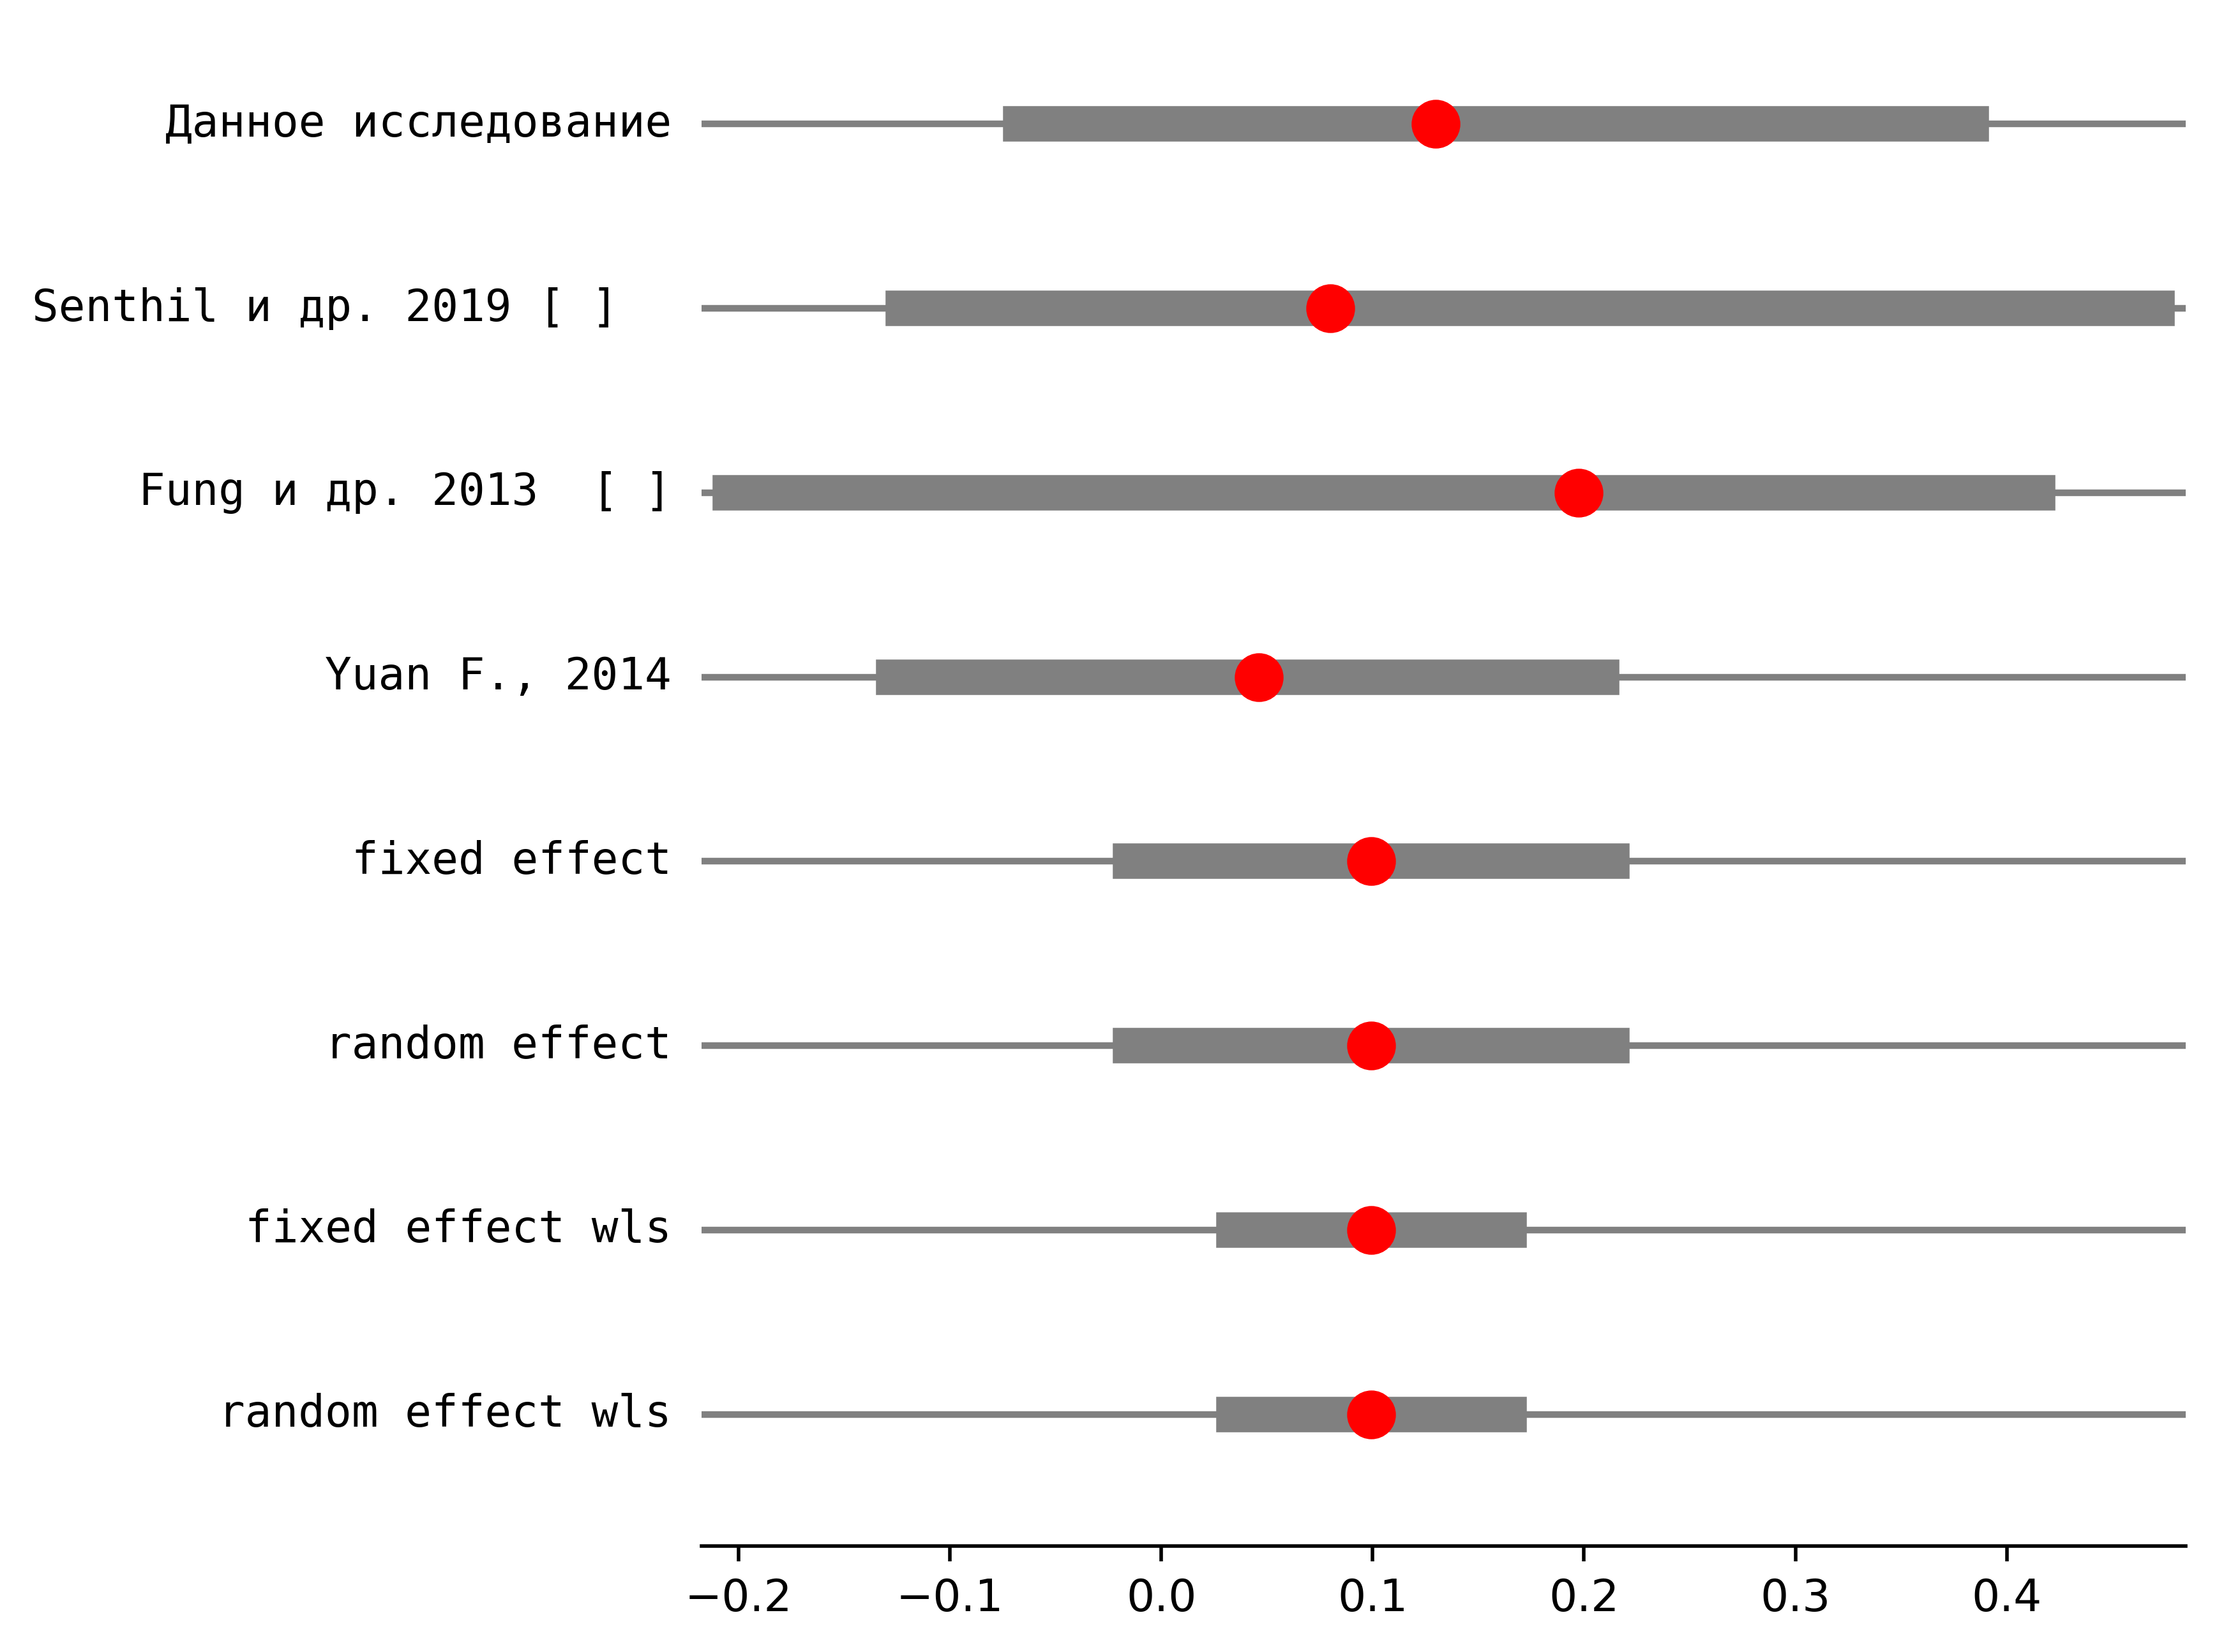 Данное исследование
Senthil и др. 2019 [ ]
Fung и др. 2013  [ ]
Yuan F., 2014
fixed effect
random effect
fixed effect wls
random effect wls
−0.2 −0.1 0.0 0.1 0.2 0.3 0.4